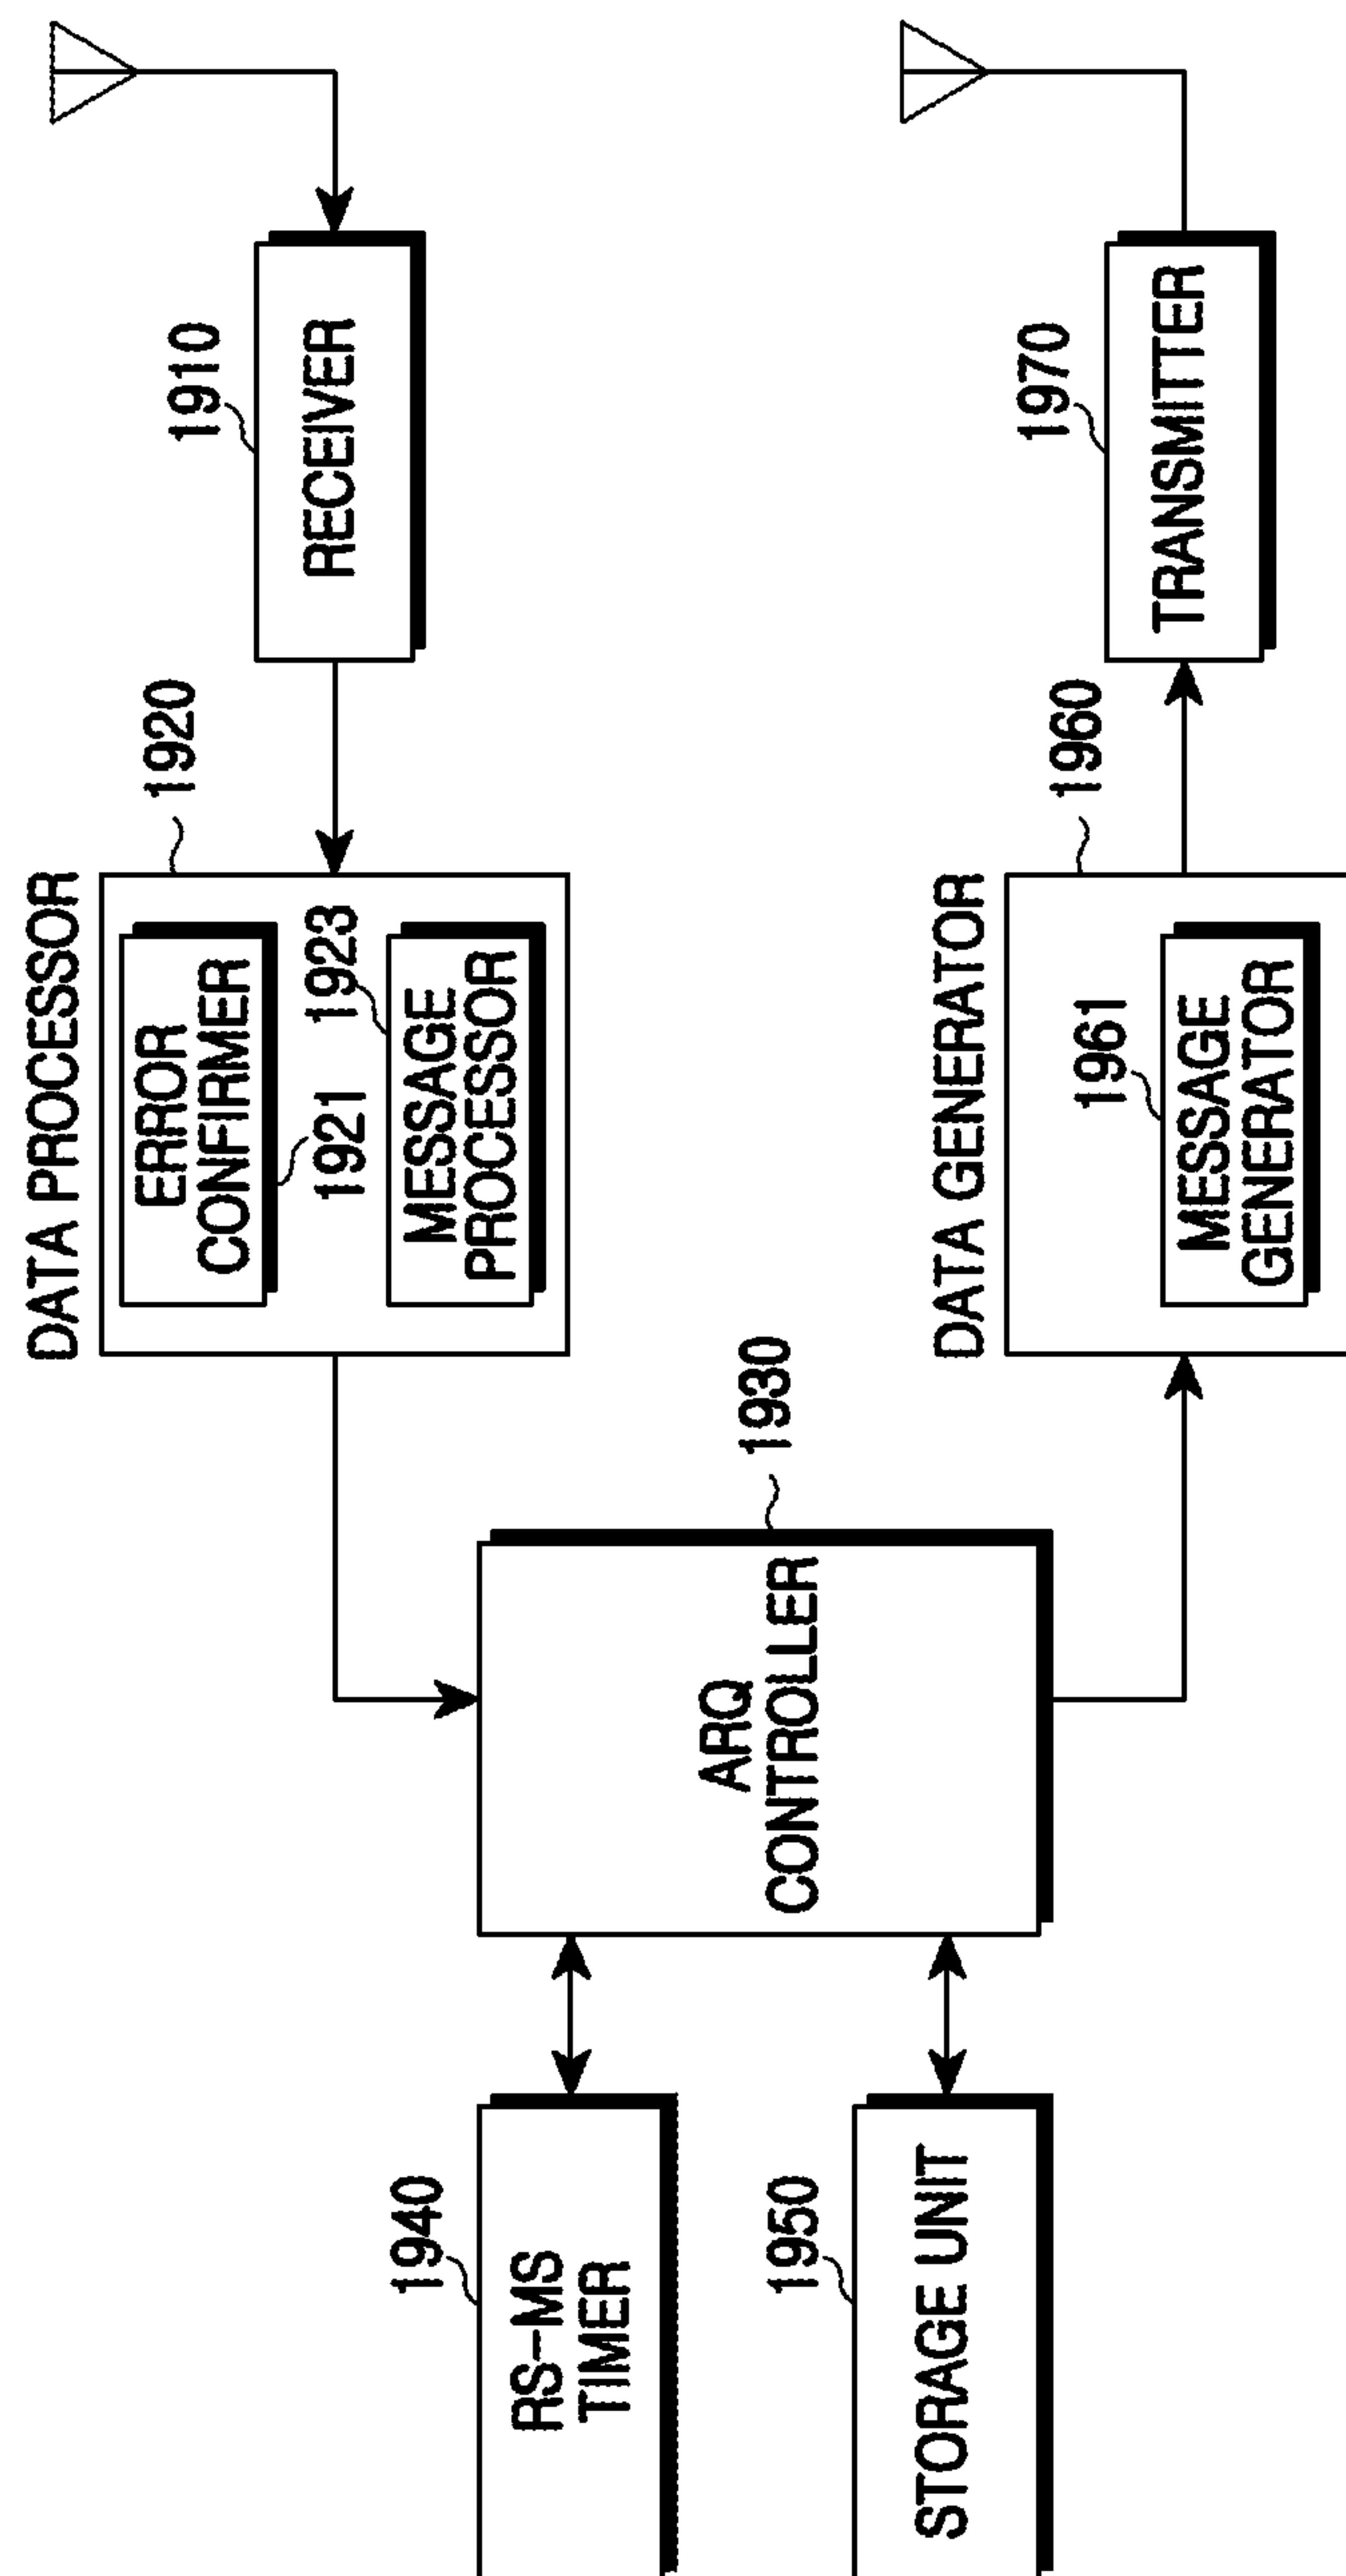 1940
RS-MS
TIMER
1950
STORAGE UNIT
1930
ARQ
CONTROLLER
DATA PROCESSOR
1920
ERROR
CONFIRMER
1921
1923
MESSAGE
PROCESSOR
1910
RECEIVER
DATA GENERATOR
1960
1961
MESSAGE
GENERATOR
1970
TRANSMITTER